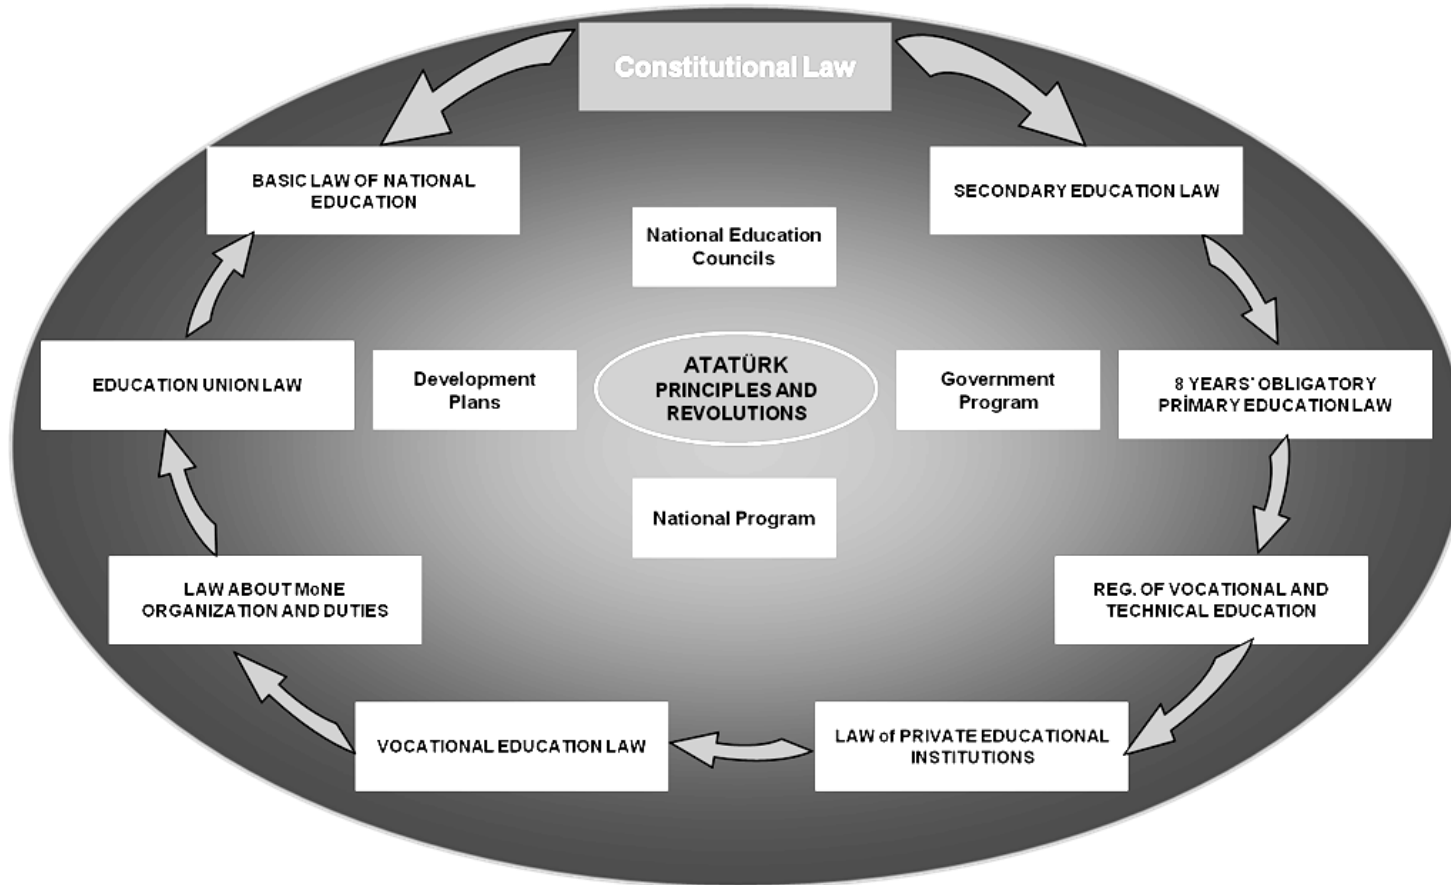 Constitutional Law
BASIC LAW OF NATIONAL
EDUCATION
SECONDARY EDUCATION LAW
National Education
Councils
EDUCATION UNION LAW
Development
Plans
ATATÜRK
PRINCIPLES AND
REVOLUTIONS
Government
Program
8 YEARS' OBLIGATORY
PRİMARY EDUCATION LAW
National Program
LAW ABOUT MoNE
ORGANIZATION AND DUTIES
REG. OF VOCATIONAL AND
TECHNICAL EDUCATION
VOCATIONAL EDUCATION LAW
LAW of PRIVATE EDUCATIONAL
INSTITUTIONS